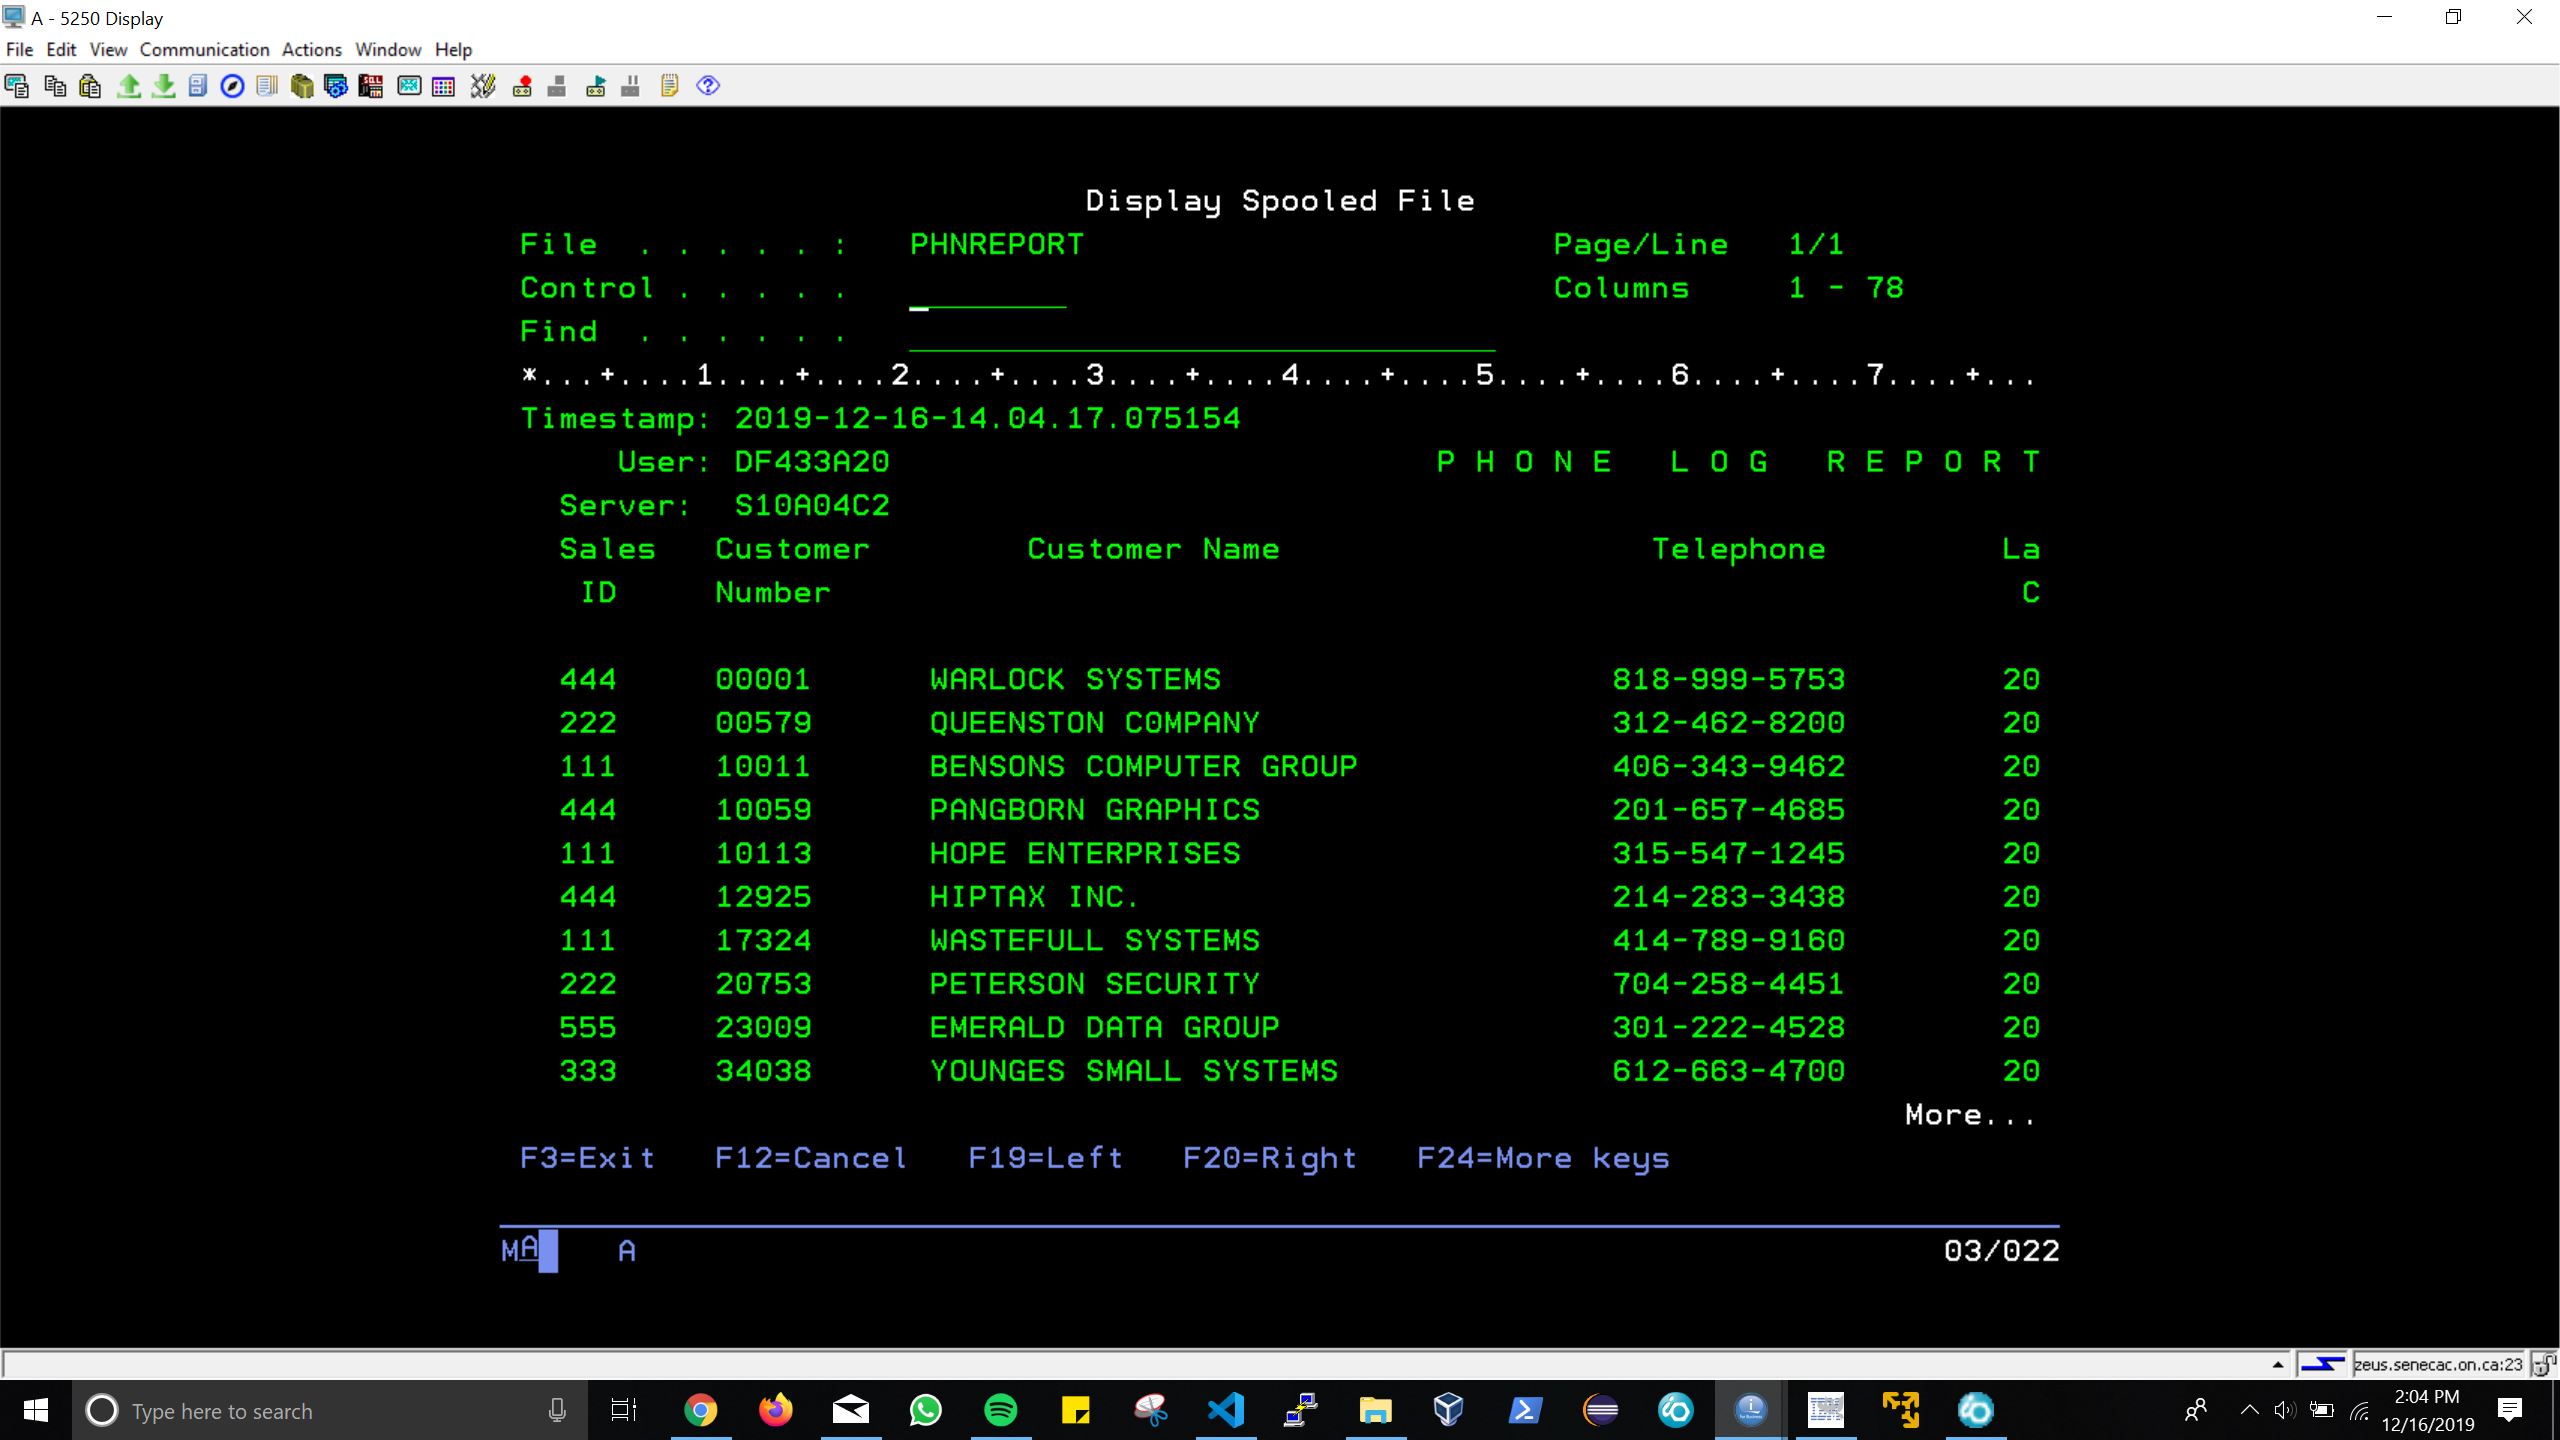 A - 5250 Display
File Edit View Communication Actions Window Help
Display Spooled File
File . . . . . : PHNREPORT Page/Line 1/1
Control . . . . . Columns 1 - 78
Find . . . . . .
*...+....1....+....2....+....3....+....4....+....5....+....6....+....7....+...
Timestamp: 2019-12-16-14.04.17.075154
User: DF433A20 P H O N E L O G R E P O R T
Server: S10A04C2
Sales Customer Customer Name Telephone La
ID Number C
444 00001 WARLOCK SYSTEMS 818-999-5753 20
222 00579 QUEENSTON C0MPANY 312-462-8200 20
111 10011 BENSONS COMPUTER GROUP 406-343-9462 20
444 10059 PANGBORN GRAPHICS 201-657-4685 20
111 10113 HOPE ENTERPRISES 315-547-1245 20
444 12925 HIPTAX INC. 214-283-3438 20
111 17324 WASTEFULL SYSTEMS 414-789-9160 20
222 20753 PETERSON SECURITY 704-258-4451 20
555 23009 EMERALD DATA GROUP 301-222-4528 20
333 34038 YOUNGES SMALL SYSTEMS 612-663-4700 20
More...
F3=Exit F12=Cancel F19=Left F20=Right F24=More keys
MA A 03/022
zeus.senecac.on.ca:23
Type here to search
2:04 PM
12/16/2019